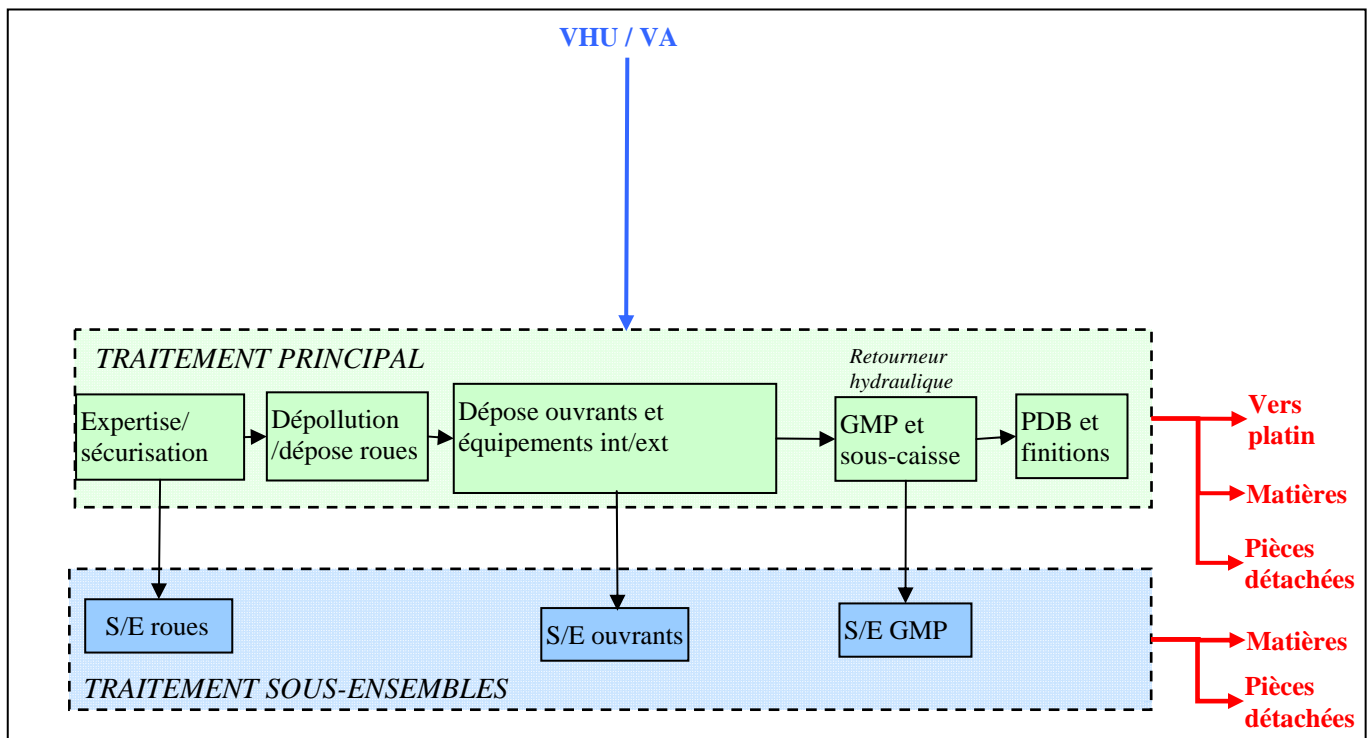 VHU / VA
TRAITEMENT PRINCIPAL
Retourneur
hydraulique
Expertise/
sécurisation
Dépollution
/dépose roues
Dépose ouvrants et
équipements int/ext
GMP et
sous-caisse
PDB et
finitions
Vers
platin
Matières
Pièces
détachées
S/E roues
S/E ouvrants
S/E GMP
TRAITEMENT SOUS-ENSEMBLES
Matières
Pièces
détachées